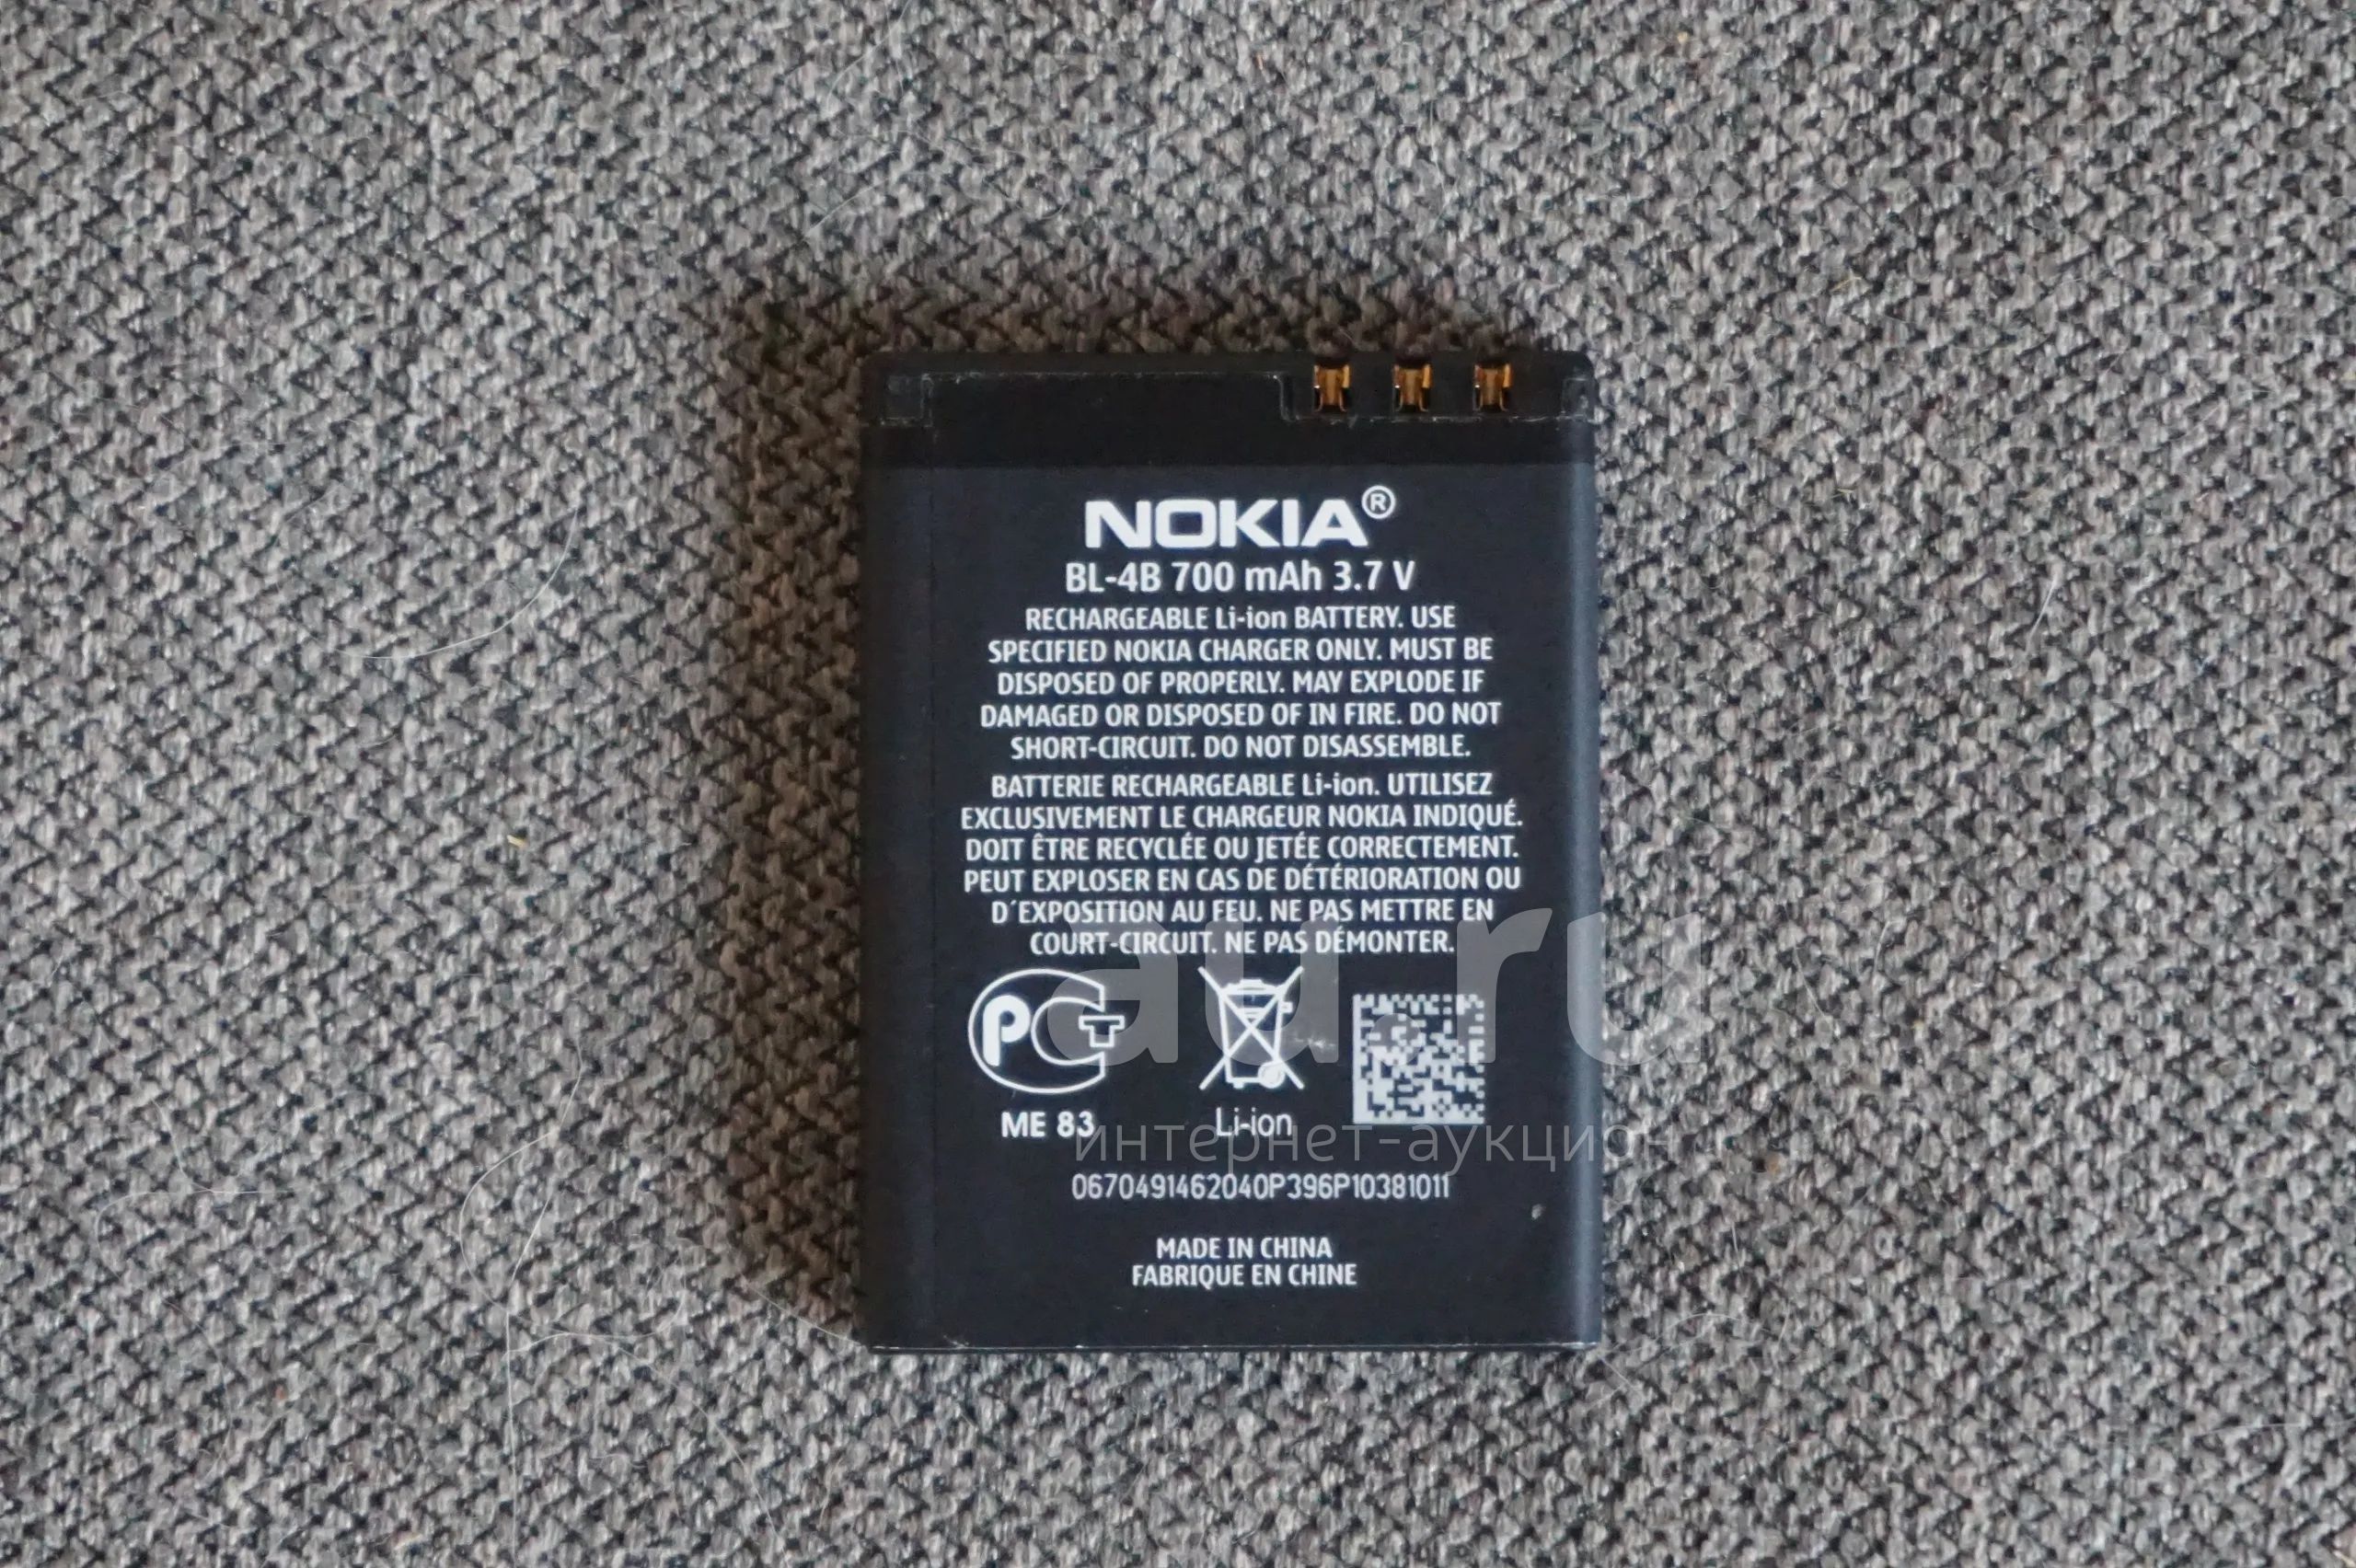 NOKIA®
BL-4B 700 mAh 3.7 V
RECHARGEABLE Li-ion BATTERY. USE
SPECIFIED NOKIA CHARGER ONLY. MUST BE
DISPOSED OF PROPERLY. MAY EXPLODE IF
DAMAGED OR DISPOSED OF IN FIRE. DO NOT
SHORT-CIRCUIT. DO NOT DISASSEMBLE.
BATTERIE RECHARGEABLE Li-ion. UTILISEZ
EXCLUSIVEMENT LE CHARGEUR NOKIA INDIQUÉ.
DOIT ÊTRE RECYCLÉE OU JETÉE CORRECTEMENT.
PEUT EXPLOSER EN CAS DE DÉTÉRIORATION OU
D´EXPOSITION AU FEU. NE PAS METTRE EN
COURT-CIRCUIT. NE PAS DÉMONTER.
au.ru
РСТ
ME 83
Li-ion
интернет-аукцион
0670491462040P396P10381011
MADE IN CHINA
FABRIQUE EN CHINE